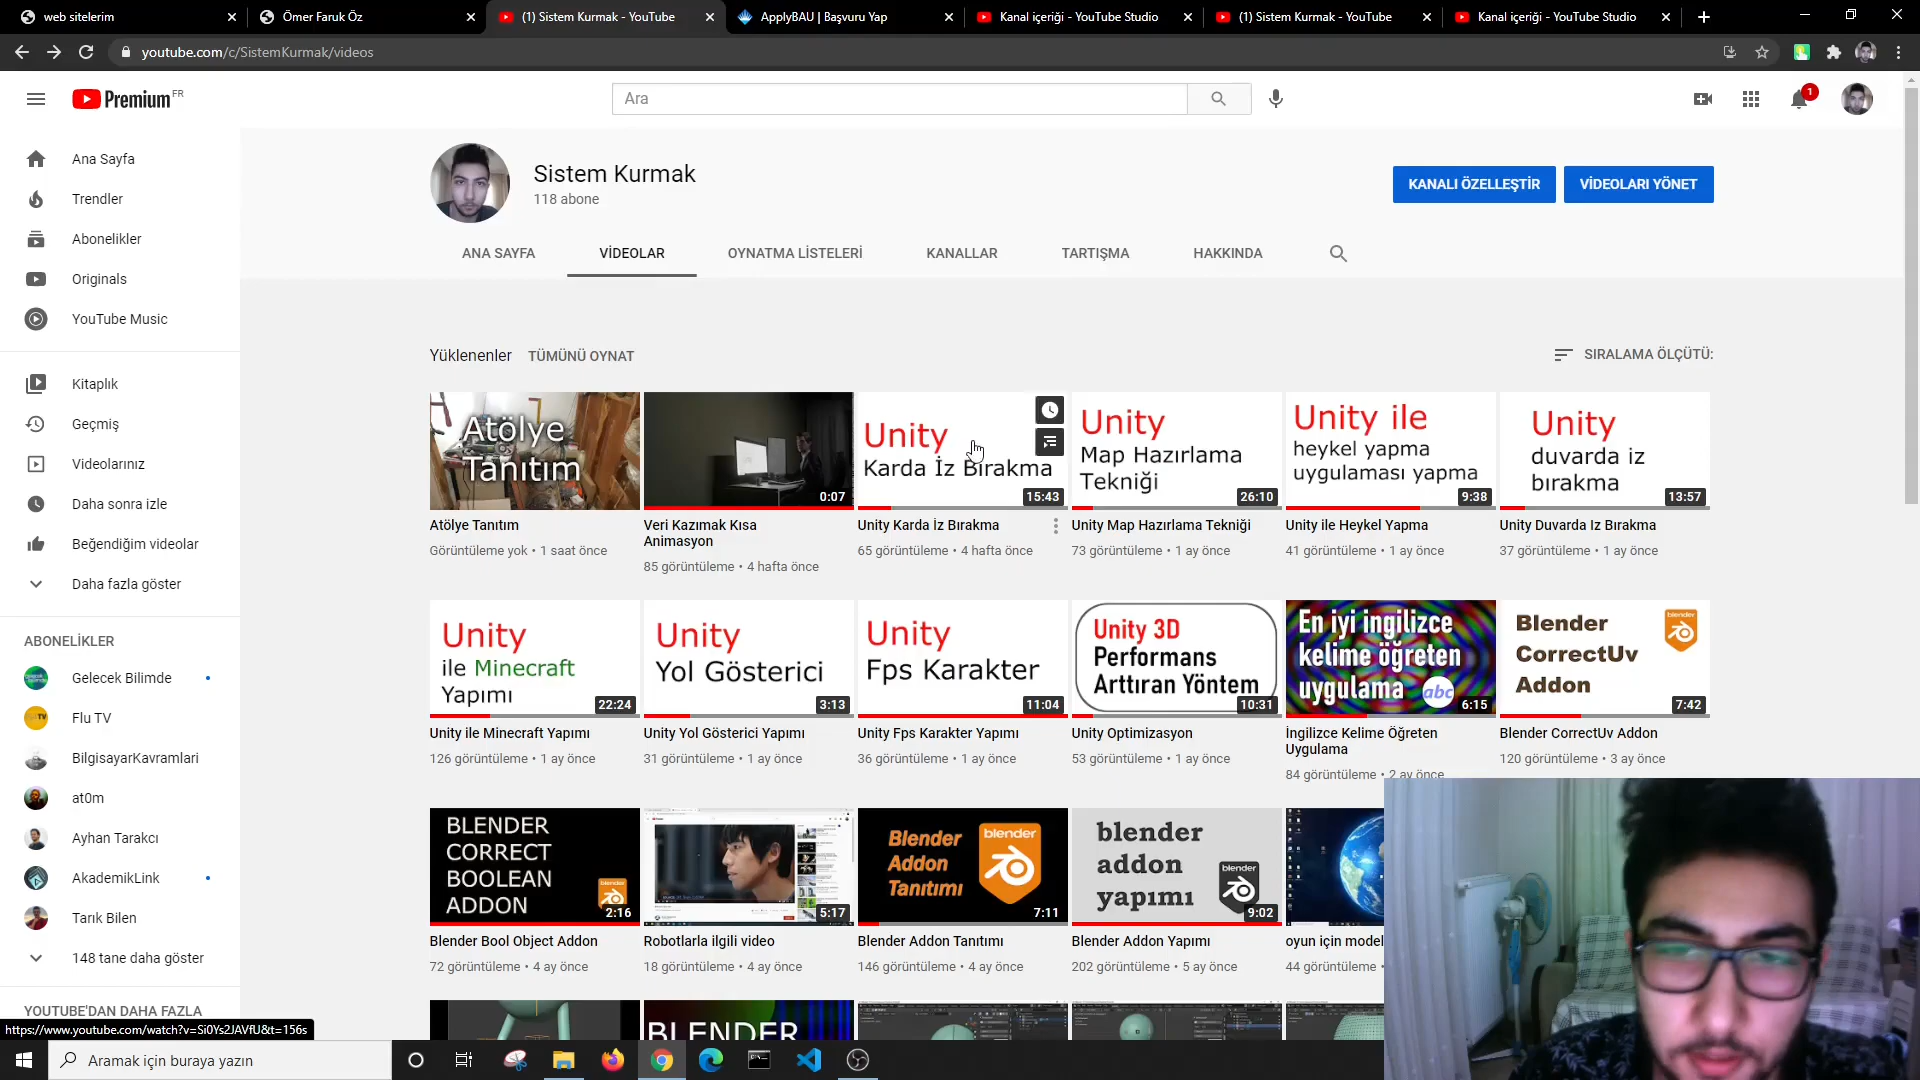 web sitelerim
Ömer Faruk Öz
(1) Sistem Kurmak - YouTube
ApplyBAU | Başvuru Yap
Kanal içeriği - YouTube Studio
(1) Sistem Kurmak - YouTube
Kanal içeriği - YouTube Studio
youtube.com/c/SistemKurmak/videos
Premium FR
Ara
1
Ana Sayfa
Trendler
Abonelikler
Originals
YouTube Music
Kitaplık
Geçmiş
Videolarınız
Daha sonra izle
Beğendiğim videolar
Daha fazla göster
ABONELİKLER
Gelecek Bilimde
Flu TV
BilgisayarKavramlari
at0m
Ayhan Tarakcı
AkademikLink
Tarık Bilen
148 tane daha göster
YOUTUBE'DAN DAHA FAZLA
Sistem Kurmak
118 abone
KANALI ÖZELLEŞTİR
VİDEOLARI YÖNET
ANA SAYFA
VİDEOLAR
OYNATMA LİSTELERİ
KANALLAR
TARTIŞMA
HAKKINDA
Yüklenenler
TÜMÜNÜ OYNAT
SIRALAMA ÖLÇÜTÜ:
Atölye
Tanıtım
Atölye Tanıtım
Görüntüleme yok • 1 saat önce
0:07
Veri Kazımak Kısa
Animasyon
85 görüntüleme • 4 hafta önce
Unity
Karda İz Bırakma
15:43
Unity Karda İz Bırakma
65 görüntüleme • 4 hafta önce
Unity
Map Hazırlama
Tekniği
26:10
Unity Map Hazırlama Tekniği
73 görüntüleme • 1 ay önce
Unity ile
heykel yapma
uygulaması yapma
9:38
Unity ile Heykel Yapma
41 görüntüleme • 1 ay önce
Unity
duvarda iz
bırakma
13:57
Unity Duvarda Iz Bırakma
37 görüntüleme • 1 ay önce
Unity
ile Minecraft
Yapımı
22:24
Unity ile Minecraft Yapımı
126 görüntüleme • 1 ay önce
Unity
Yol Gösterici
3:13
Unity Yol Gösterici Yapımı
31 görüntüleme • 1 ay önce
Unity
Fps Karakter
11:04
Unity Fps Karakter Yapımı
36 görüntüleme • 1 ay önce
Unity 3D
Performans
Arttıran Yöntem
10:31
Unity Optimizasyon
53 görüntüleme • 1 ay önce
En iyi ingilizce
kelime öğreten
uygulama abc
6:15
İngilizce Kelime Öğreten
Uygulama
84 görüntüleme • 2 ay önce
Blender
CorrectUv
Addon
blender
7:42
Blender CorrectUv Addon
120 görüntüleme • 3 ay önce
BLENDER
CORRECT
BOOLEAN
ADDON
blender
2:16
Blender Bool Object Addon
72 görüntüleme • 4 ay önce
5:17
Robotlarla ilgili video
18 görüntüleme • 4 ay önce
Blender
Addon
Tanıtımı
blender
7:11
Blender Addon Tanıtımı
146 görüntüleme • 4 ay önce
blender
addon
yapımı
blender
9:02
Blender Addon Yapımı
202 görüntüleme • 5 ay önce
oyun için model
44 görüntüleme •
BLENDER
https://www.youtube.com/watch?v=Si0Ys2JAVfU&t=156s
Aramak için buraya yazın